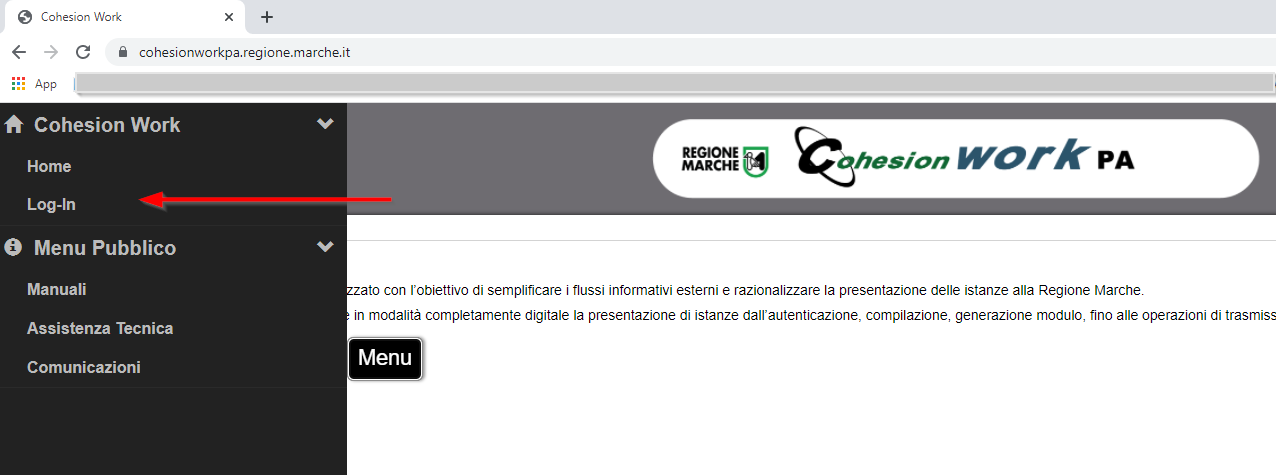 Cohesion Work
cohesionworkpa.regione.marche.it
App
Cohesion Work
Home
Log-In
Menu Pubblico
Manuali
Assistenza Tecnica
Comunicazioni
REGIONE
MARCHE
Cohesion work PA
zzato con l'obiettivo di semplificare i flussi informativi esterni e razionalizzare la presentazione delle istanze alla Regione Marche.
e in modalità completamente digitale la presentazione di istanze dall'autenticazione, compilazione, generazione modulo, fino alle operazioni di trasmiss
Menu